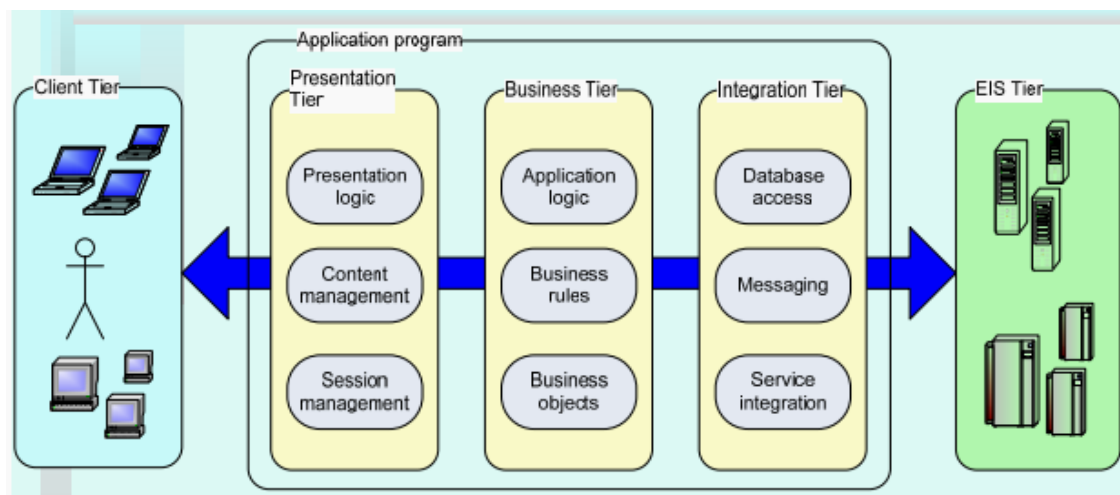 Application program
Client Tier
Presentation
Tier
Business Tier
Integration Tier
EIS Tier
Presentation
logic
Application
logic
Database
access
Content
management
Business
rules
Messaging
Session
management
Business
objects
Service
integration